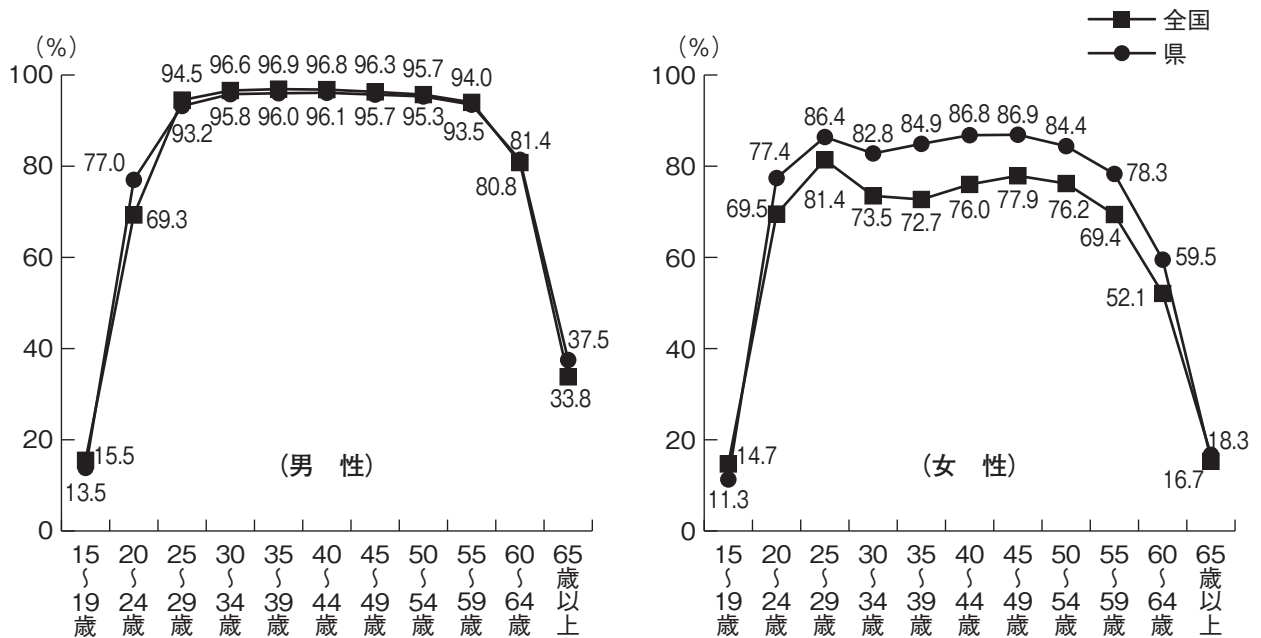 全国
県
(%)
100
80
60
40
20
0
15.5
13.5
77.0
69.3
94.5
93.2
96.6
95.8
96.9
96.0
96.8
96.1
96.3
95.7
95.7
95.3
94.0
93.5
81.4
80.8
37.5
33.8
(男 性)
15〜19歳
20〜24歳
25〜29歳
30〜34歳
35〜39歳
40〜44歳
45〜49歳
50〜54歳
55〜59歳
60〜64歳
65歳以上
(%)
100
80
60
40
20
0
14.7
11.3
77.4
69.5
86.4
81.4
82.8
73.5
84.9
72.7
86.8
76.0
86.9
77.9
84.4
76.2
78.3
69.4
59.5
52.1
18.3
16.7
(女 性)
15〜19歳
20〜24歳
25〜29歳
30〜34歳
35〜39歳
40〜44歳
45〜49歳
50〜54歳
55〜59歳
60〜64歳
65歳以上